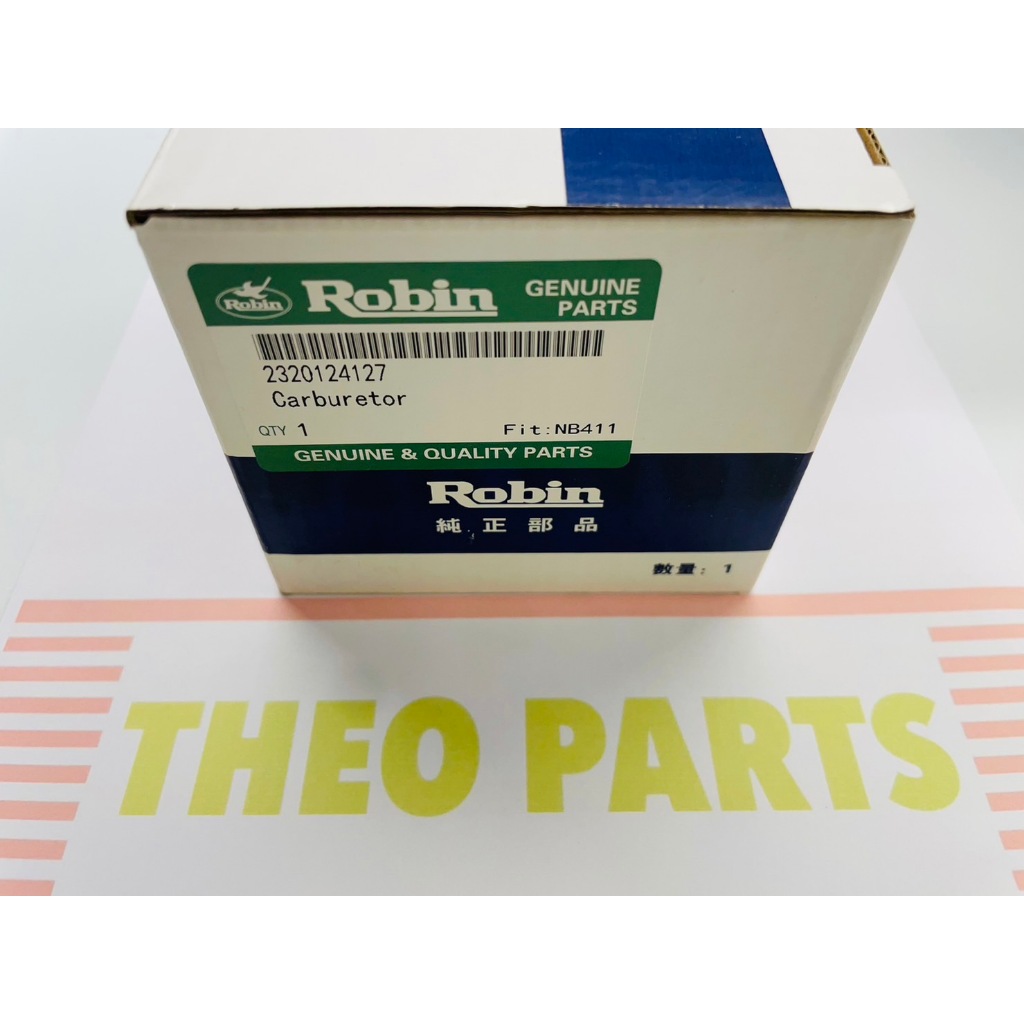 Robin Robin GENUINE PARTS
2320124127
Carburetor
QTY 1 Fit:NB411
GENUINE & QUALITY PARTS
Robin
純正部品
数量: 1
THEO PARTS